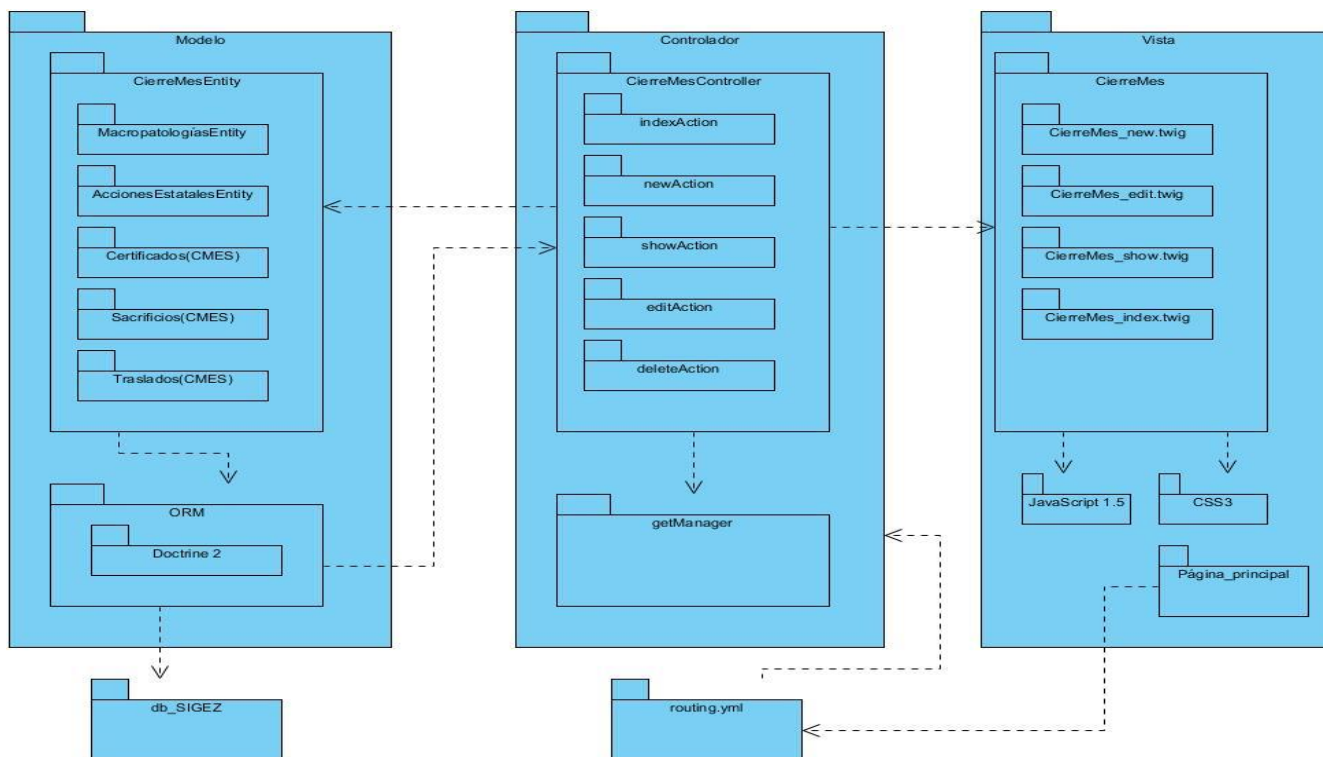 Modelo
CierreMesEntity
MacropatologíasEntity
AccionesEstatalesEntity
Certificados(CMES)
Sacrificios(CMES)
Traslados(CMES)
ORM
Doctrine 2
db_SIGEZ
Controlador
CierreMesController
indexAction
newAction
showAction
editAction
deleteAction
getManager
routing.yml
Vista
CierreMes
CierreMes_new.twig
CierreMes_edit.twig
CierreMes_show.twig
CierreMes_index.twig
JavaScript 1.5
CSS3
Página_principal